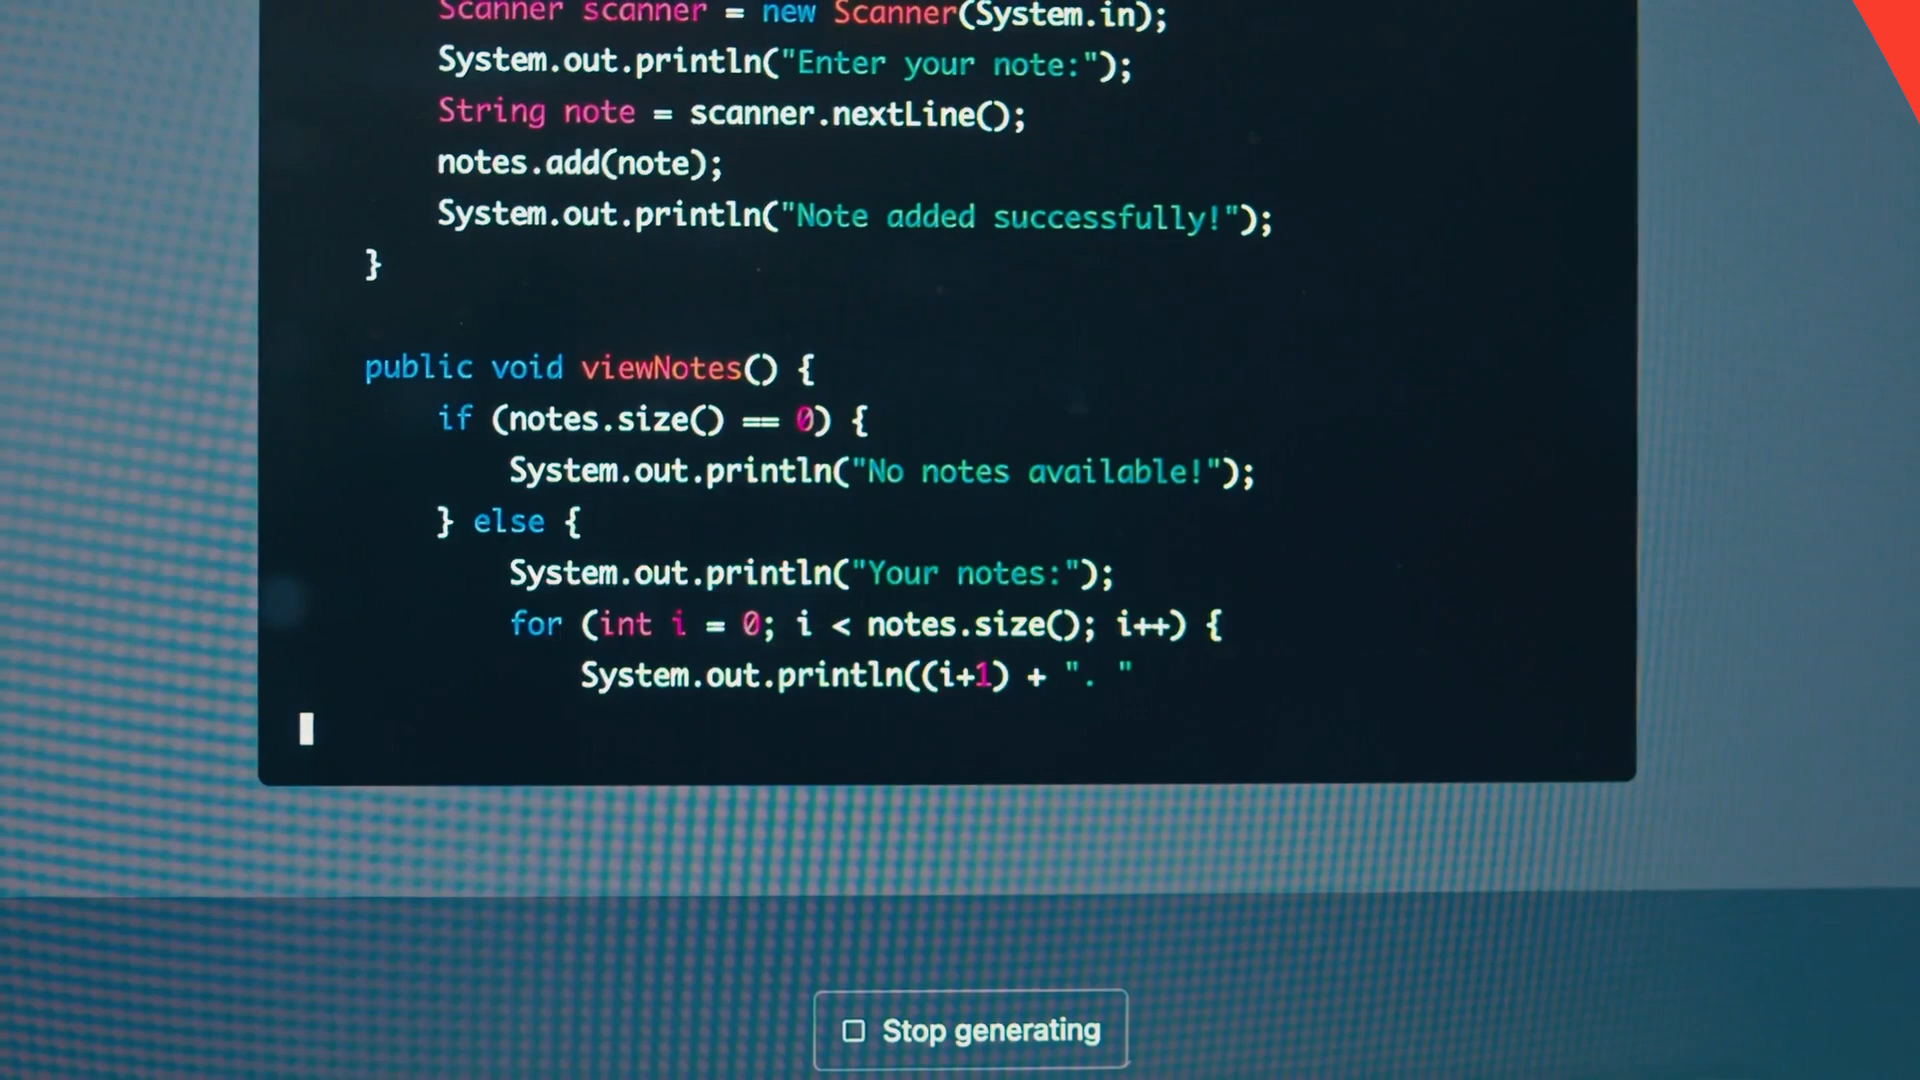 Scanner scanner = new Scanner(System.in);
System.out.println("Enter your note:");
String note = scanner.nextLine();
notes.add(note);
System.out.println("Note added successfully!");
}
public void viewNotes() {
if (notes.size() == 0) {
System.out.println("No notes available!");
} else {
System.out.println("Your notes:");
for (int i = 0; i < notes.size(); i++) {
System.out.println((i+1) + ". "
Stop generating